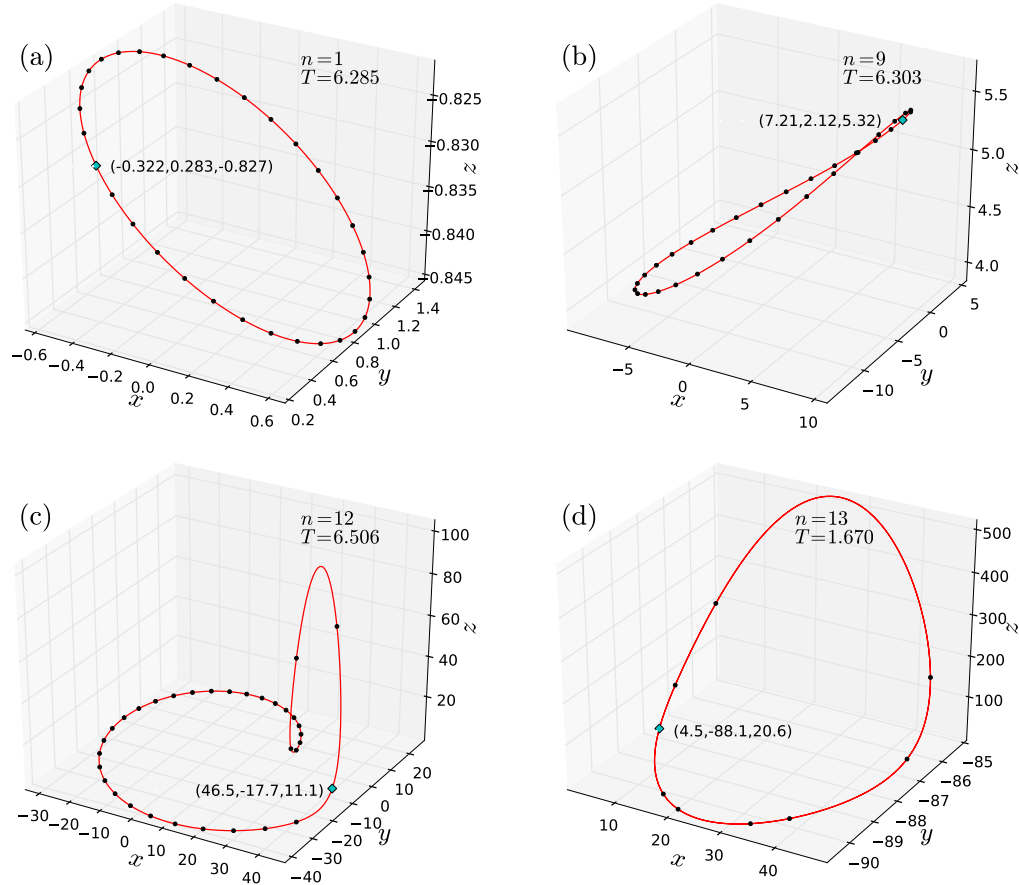 (a)
n=1
T=6.285
(-0.322,0.283,-0.827)
−0.825
−0.830
−0.835
−0.840
−0.845
z
−0.6
−0.4
−0.2
0.0
0.2
0.4
0.6
x
0.2
0.4
0.6
0.8
1.0
1.2
1.4
y
(b)
n=9
T=6.303
(7.21,2.12,5.32)
5.5
5.0
4.5
4.0
z
−5
0
5
10
x
−10
−5
0
5
y
(c)
n=12
T=6.506
(46.5,-17.7,11.1)
100
80
60
40
20
z
−30
−20
−10
0
10
20
30
40
x
−40
−30
−20
−10
0
10
20
y
(d)
n=13
T=1.670
(4.5,-88.1,20.6)
500
400
300
200
100
z
10
20
30
40
x
−90
−89
−88
−87
−86
−85
y